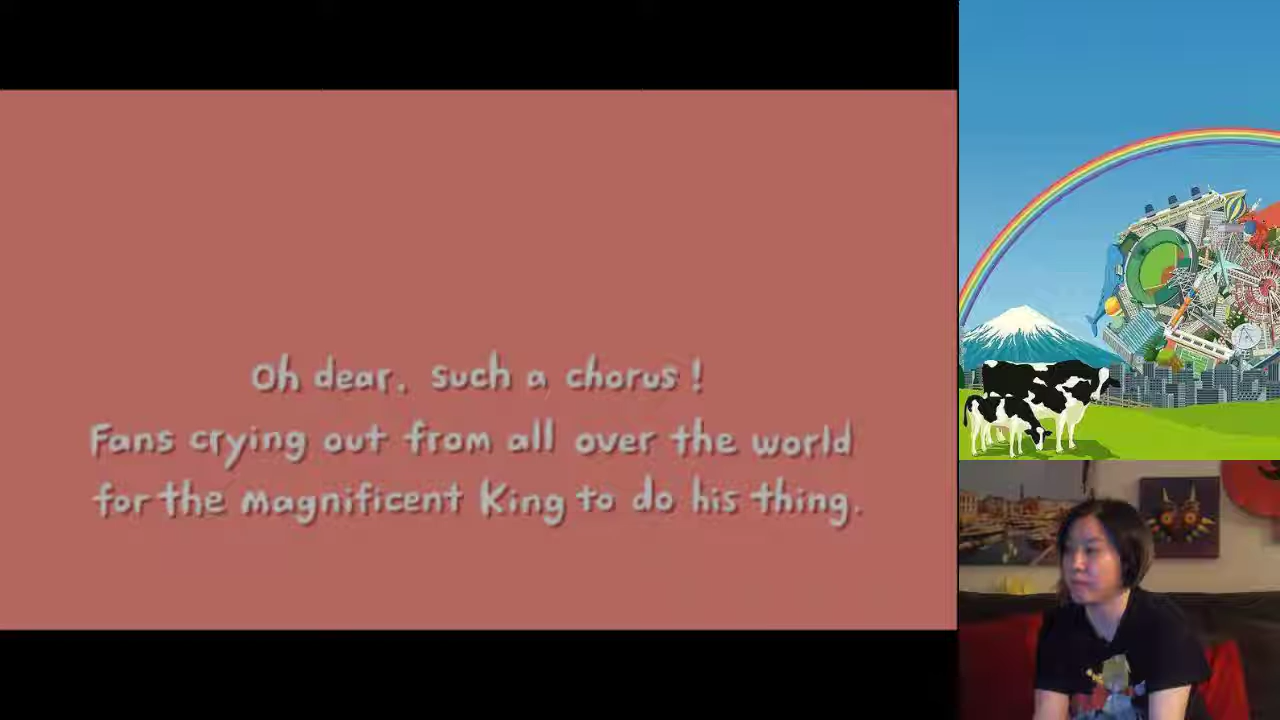 Oh dear, such a chorus!
Fans crying out from all over the world
for the Magnificent King to do his thing.